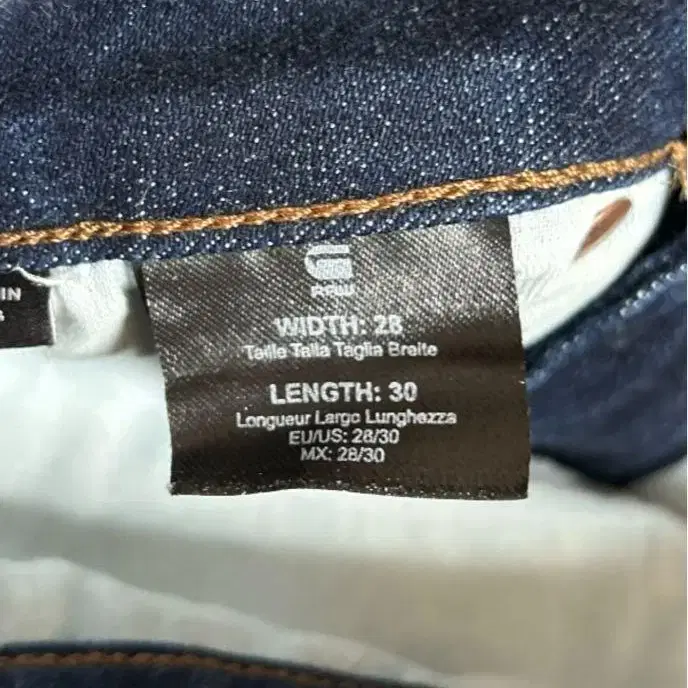 IN
RAW
WIDTH: 28
Taille Talla Taglia Breite
LENGTH: 30
Longueur Largo Lunghezza
EU/US: 28/30
MX: 28/30